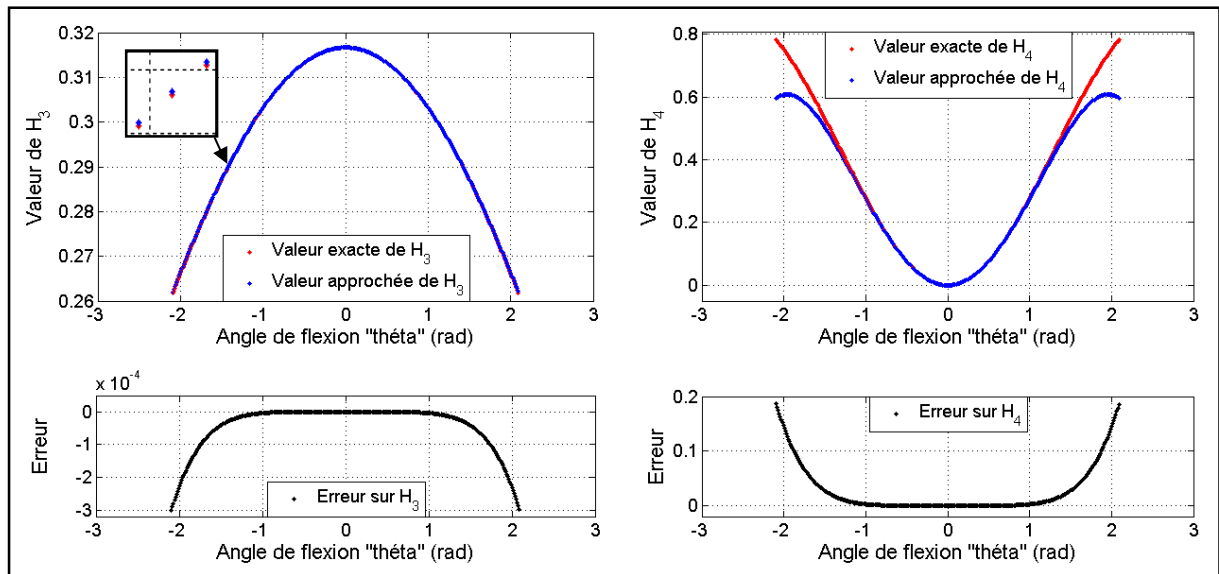 0.32
0.31
0.3
0.29
0.28
0.27
0.26
Valeur de H3
Valeur exacte de H3
Valeur approchée de H3
-3 -2 -1 0 1 2 3
Angle de flexion "théta" (rad)
0.8
0.6
0.4
0.2
0
Valeur de H4
Valeur exacte de H4
Valeur approchée de H4
-3 -2 -1 0 1 2 3
Angle de flexion "théta" (rad)
x 10-4
0
-1
-2
-3
Erreur
Erreur sur H3
-3 -2 -1 0 1 2 3
Angle de flexion "théta" (rad)
0.2
0.1
0
Erreur
Erreur sur H4
-3 -2 -1 0 1 2 3
Angle de flexion "théta" (rad)